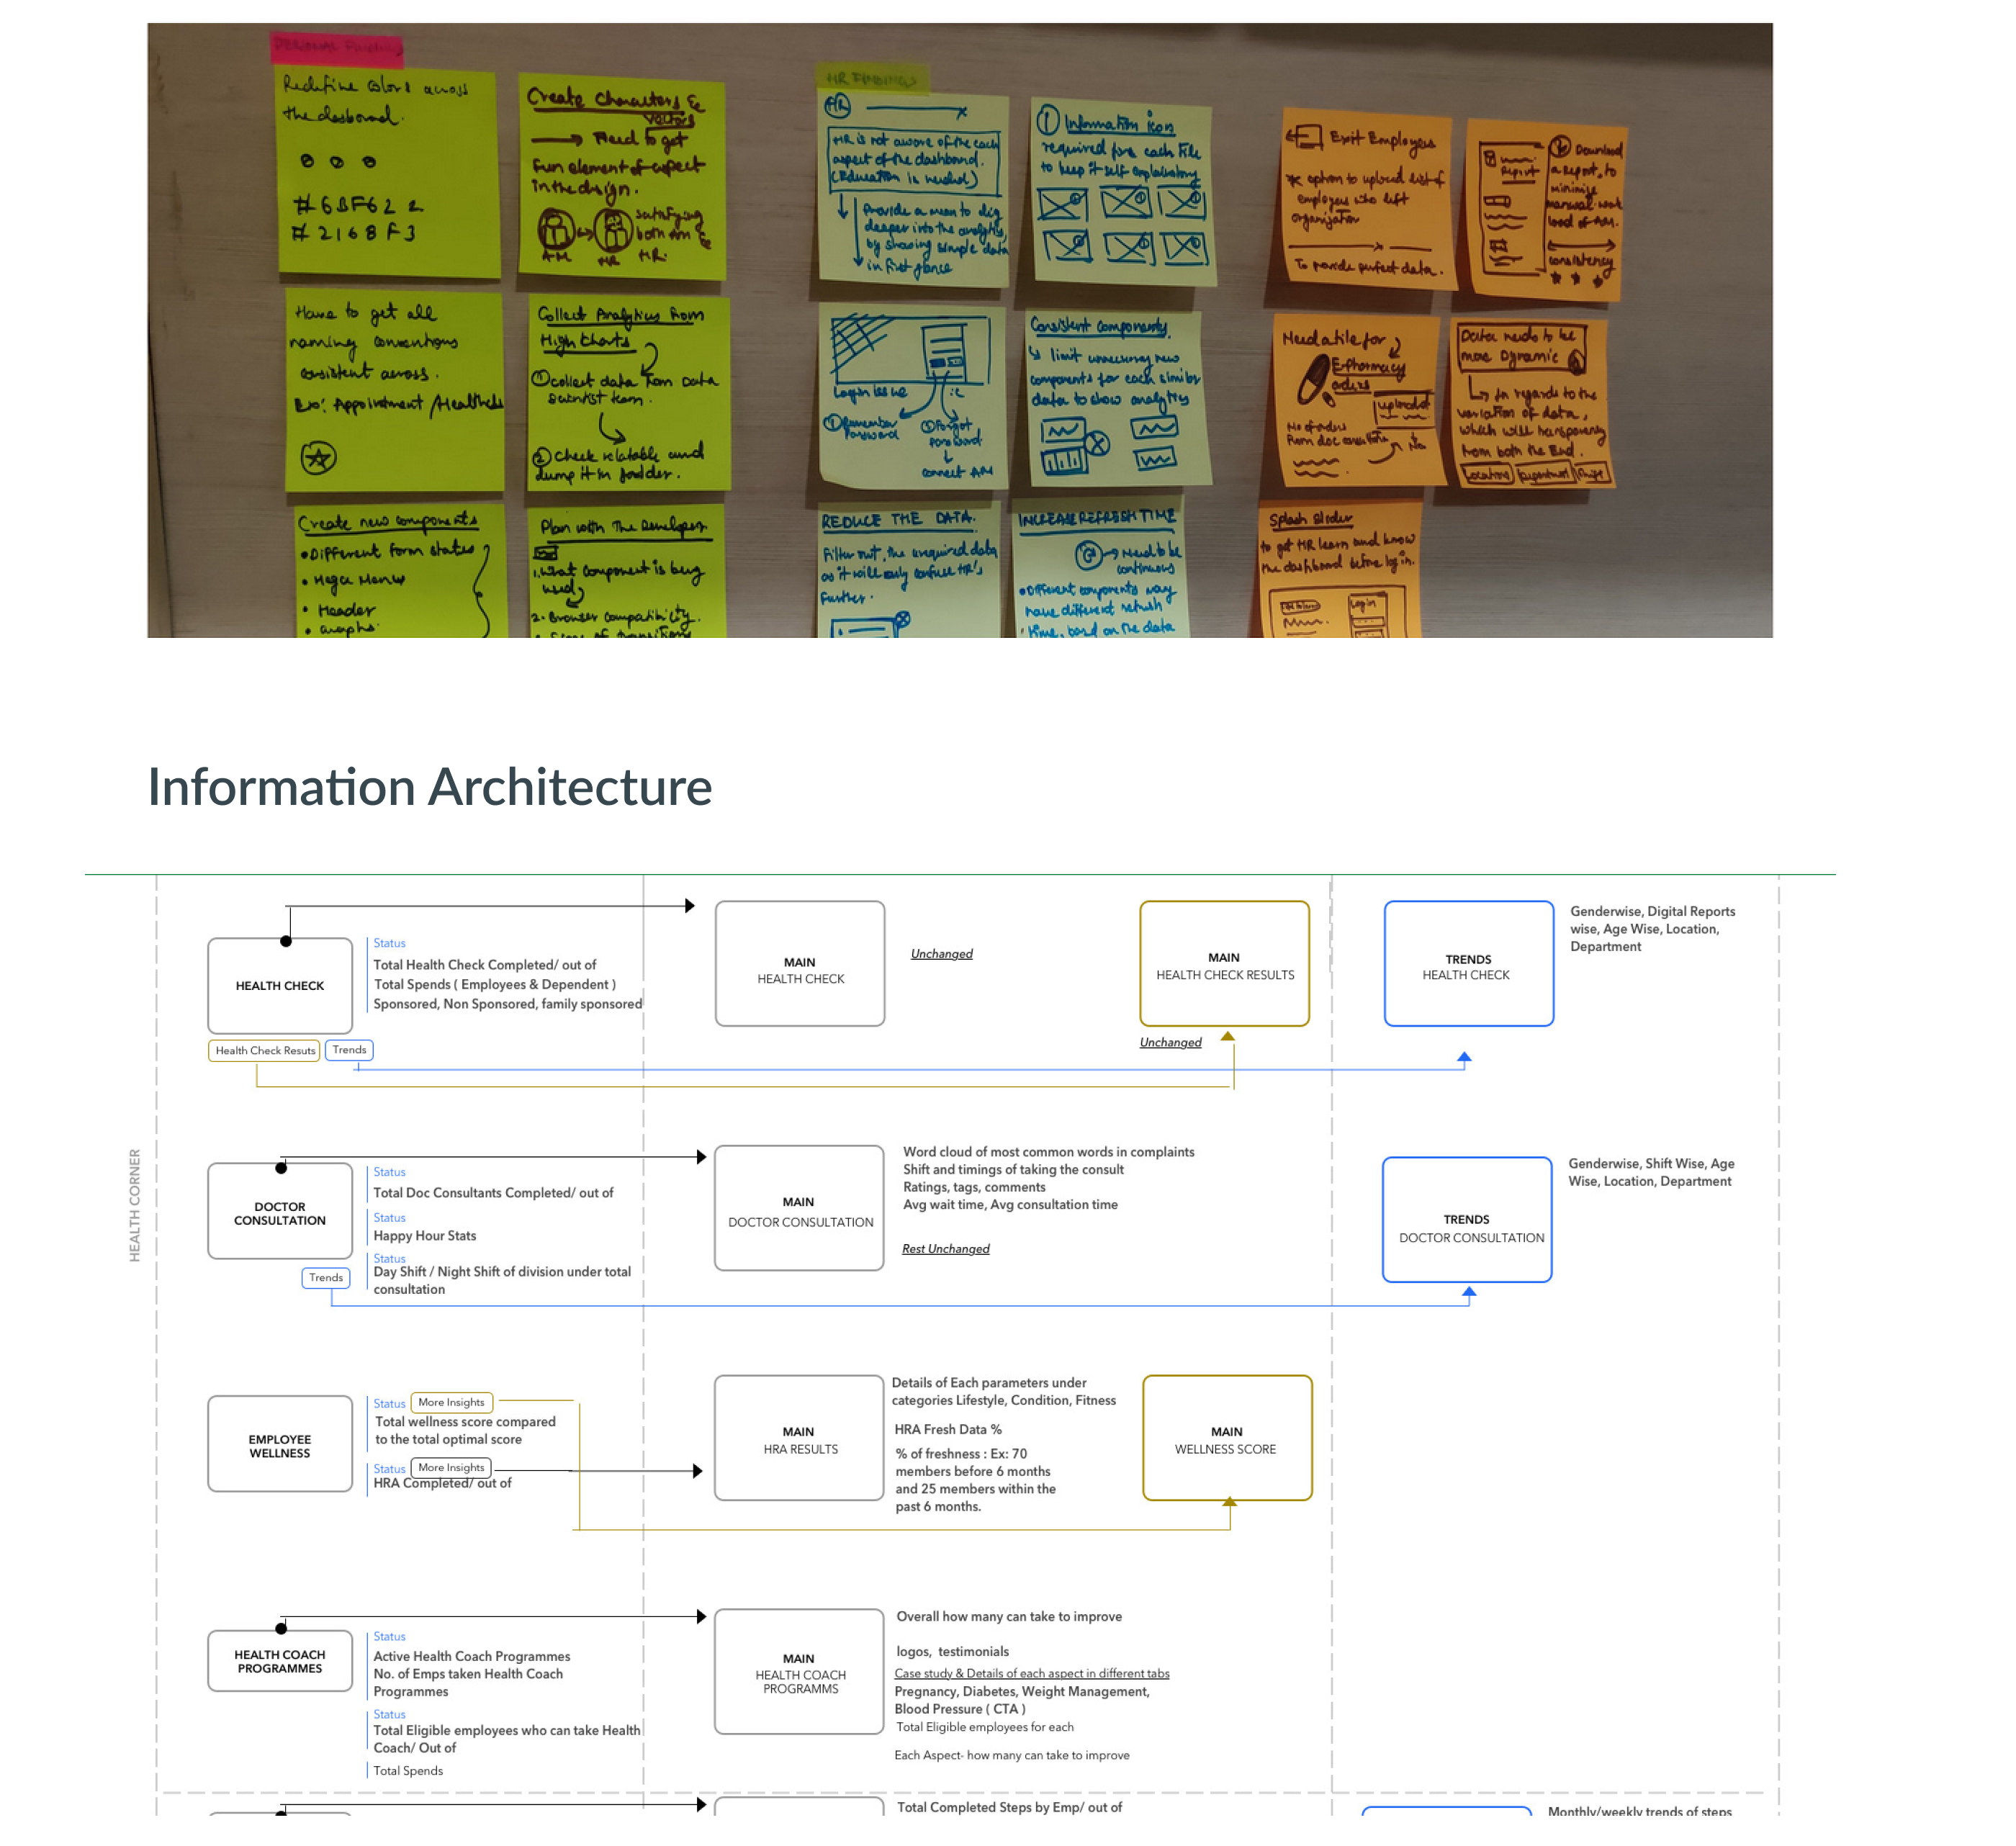 PERSONAL Findings
Redefine colors across
the dasboard.
#6BF62 2
#2168F3
Create Characters &
Vectors
Need to get
fun element of aspect
in the design.
satisfying
both AM &
HR.
AM HR
Have to get all
naming conventions
consistent across.
Ex: Appointment / Healthche
Collect Analytics from
High Charts
① collect data from Data
scientist team.
② Check relatable and
dump it in
Create new components
• Different form states
• Mega Menus
• Header
• Graphs.
Plan with The Developer.
1. What component is being
used
2. Browser compatibility.
HR FINDINGS
HR
HR is not aware of the each
aspect of the dashboard.
(Education is needed)
Provide a mean to dig
deeper into the analytics,
by showing simple data
in first glance
Information icon
required for each tile
to keep it self explanatory
Login issue
① Remember
Password
② Forgot
password.
connect AM
Consistent components.
limit unnecessary new
components for each similar
data to show analytics
REDUCE THE DATA.
Filter out, the unrequired data
as it will only confuse HR's
further.
INCREASE REFRESH TIME
Need to be
continuous
• Different components may
have different refresh
time, based on the data
Exit Employees
* option to upload list of
employees who left
organization
To provide perfect data.
Download
a report, to
minimize
manual work
load of
consistency
Report
Need a tile for
E-Pharmacy
orders
uploaded
No of orders
from doc
No.
Data needs to be
more Dynamic
In regards to the
variation of data,
which will transparency
from both the End.
Location Department Shift
Splash Slider
to get HR learn and know
the dashboard before log in.
Login
Information Architecture
HEALTH CORNER
HEALTH CHECK
Status
Total Health Check Completed/ out of
Total Spends ( Employees & Dependent )
Sponsored, Non Sponsored, family sponsored
Health Check Resuts
Trends
MAIN
HEALTH CHECK
Unchanged
MAIN
HEALTH CHECK RESULTS
Unchanged
TRENDS
HEALTH CHECK
Genderwise, Digital Reports
wise, Age Wise, Location,
Department
DOCTOR
CONSULTATION
Status
Total Doc Consultants Completed/ out of
Status
Happy Hour Stats
Status
Day Shift / Night Shift of division under total
consultation
Trends
MAIN
DOCTOR CONSULTATION
Word cloud of most common words in complaints
Shift and timings of taking the consult
Ratings, tags, comments
Avg wait time, Avg consultation time
Rest Unchanged
TRENDS
DOCTOR CONSULTATION
Genderwise, Shift Wise, Age
Wise, Location, Department
EMPLOYEE
WELLNESS
Status More Insights
Total wellness score compared
to the total optimal score
Status More Insights
HRA Completed/ out of
MAIN
HRA RESULTS
Details of Each parameters under
categories Lifestyle, Condition, Fitness
HRA Fresh Data %
% of freshness : Ex: 70
members before 6 months
and 25 members within the
past 6 months.
MAIN
WELLNESS SCORE
HEALTH COACH
PROGRAMMES
Status
Active Health Coach Programmes
No. of Emps taken Health Coach
Programmes
Status
Total Eligible employees who can take Health
Coach/ Out of
Total Spends
MAIN
HEALTH COACH
PROGRAMMS
Overall how many can take to improve
logos, testimonials
Case study & Details of each aspect in different tabs
Pregnancy, Diabetes, Weight Management,
Blood Pressure ( CTA )
Total Eligible employees for each
Each Aspect- how many can take to improve
Total Completed Steps by Emp/ out of
Monthly/weekly trends of steps